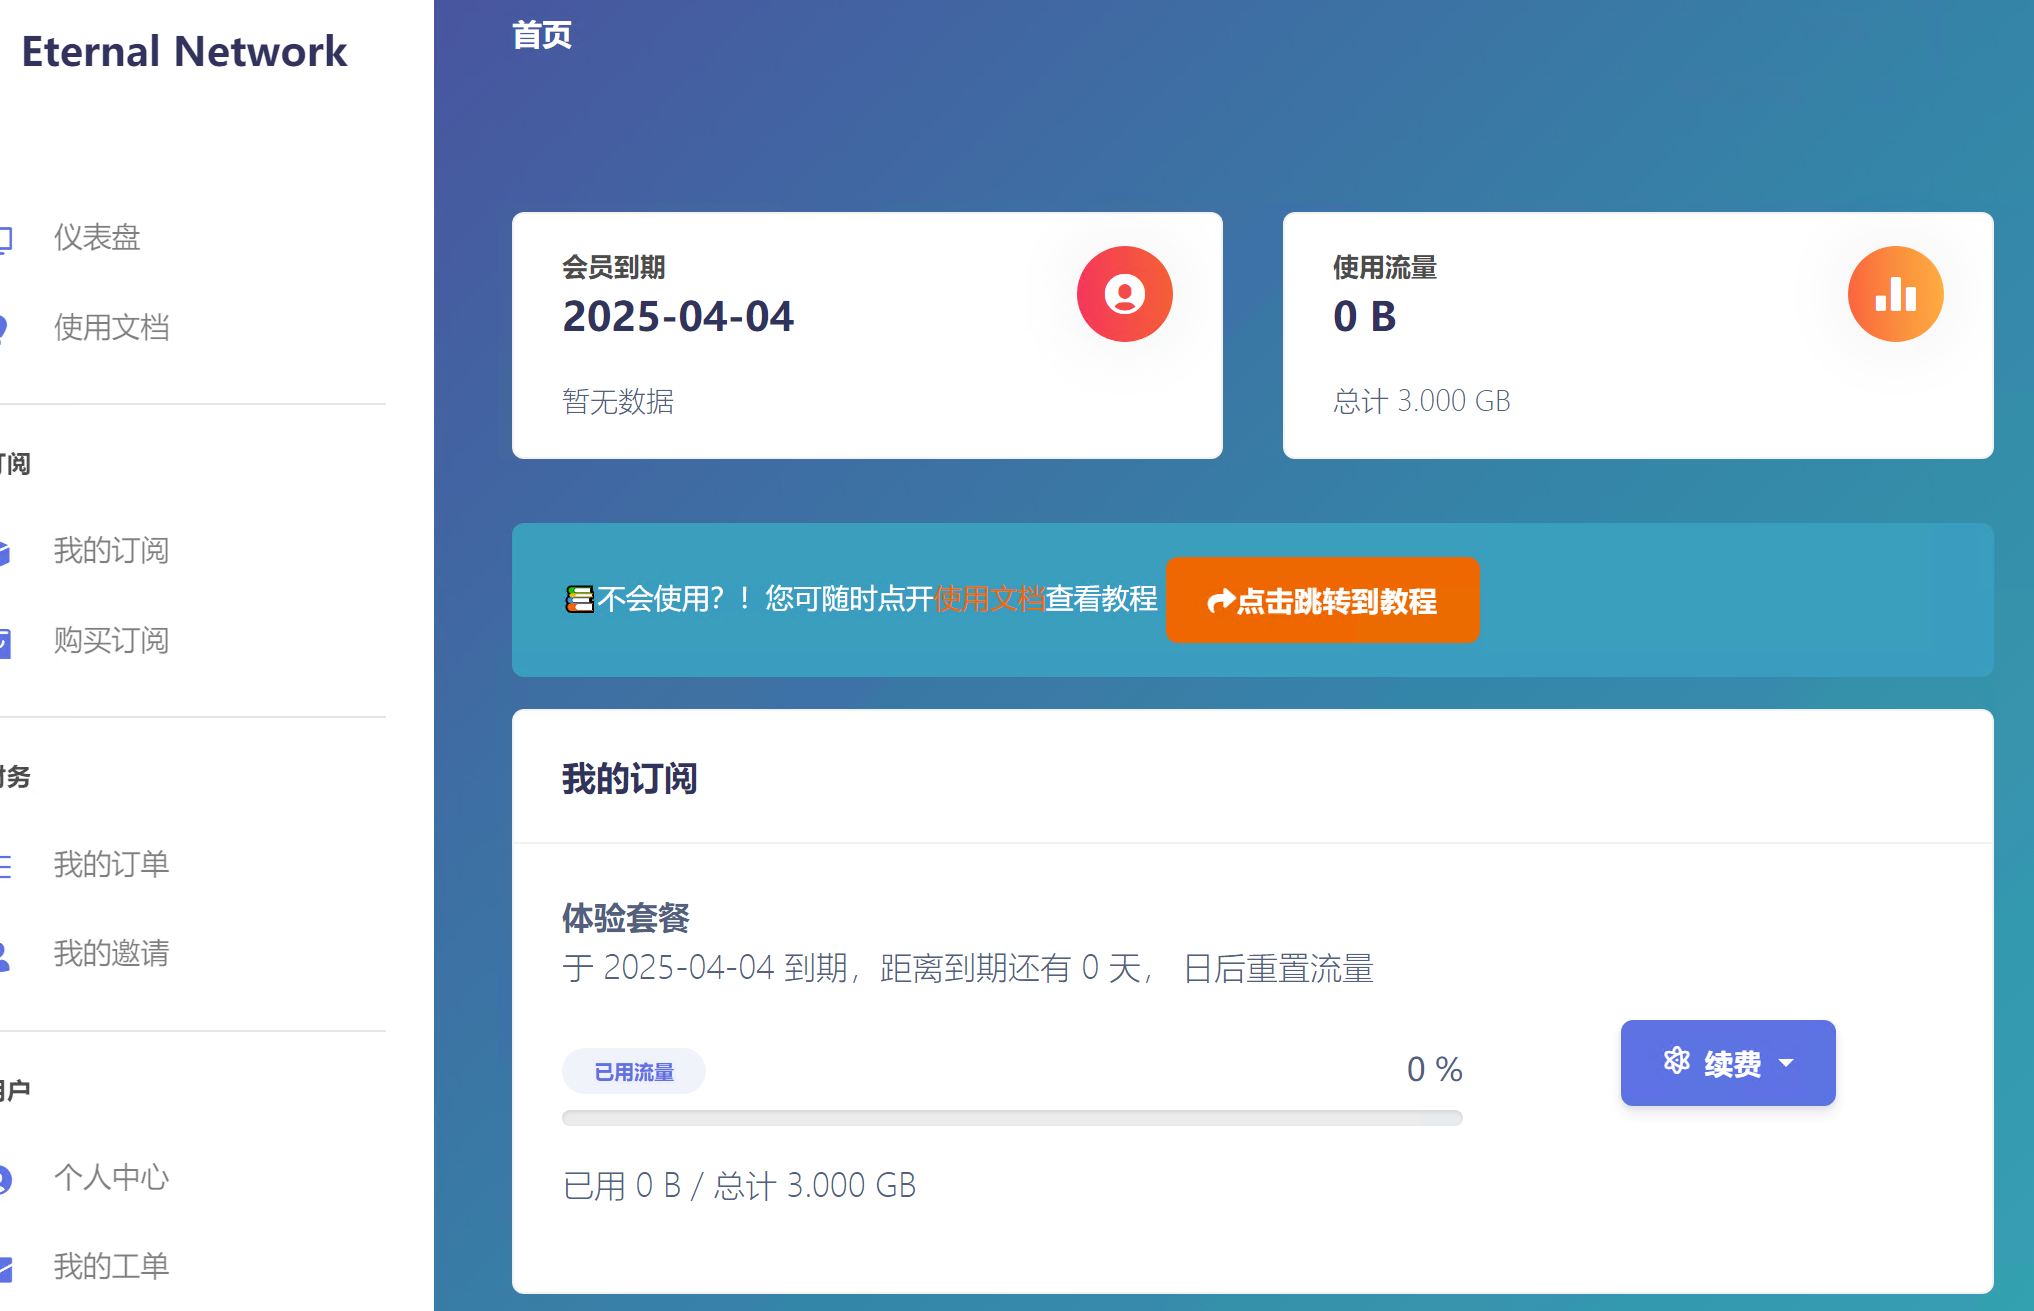 Eternal Network
首页
仪表盘
使用文档
订阅
我的订阅
购买订阅
财务
我的订单
我的邀请
用户
个人中心
我的工单
会员到期
2025-04-04
暂无数据
使用流量
0 B
总计 3.000 GB
不会使用？！您可随时点开使用文档查看教程 点击跳转到教程
我的订阅
体验套餐
于 2025-04-04 到期，距离到期还有 0 天， 日后重置流量
已用流量 0 %
续费
已用 0 B / 总计 3.000 GB